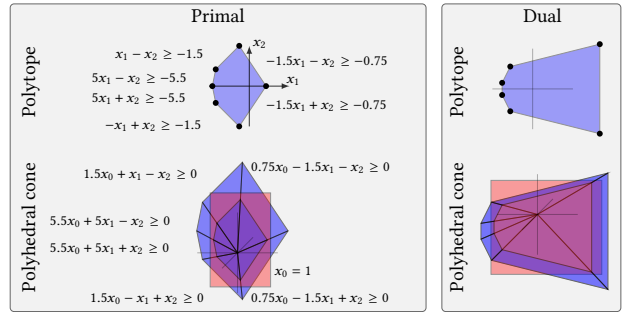 Primal
Polytope
x₂
x₁ − x₂ ≥ −1.5
−1.5x₁ − x₂ ≥ −0.75
5x₁ − x₂ ≥ −5.5
x₁
5x₁ + x₂ ≥ −5.5
−1.5x₁ + x₂ ≥ −0.75
−x₁ + x₂ ≥ −1.5
Polyhedral cone
0.75x₀ − 1.5x₁ − x₂ ≥ 0
1.5x₀ + x₁ − x₂ ≥ 0
5.5x₀ + 5x₁ − x₂ ≥ 0
5.5x₀ + 5x₁ + x₂ ≥ 0
x₀ = 1
1.5x₀ − x₁ + x₂ ≥ 0
0.75x₀ − 1.5x₁ + x₂ ≥ 0
Dual
Polytope
Polyhedral cone